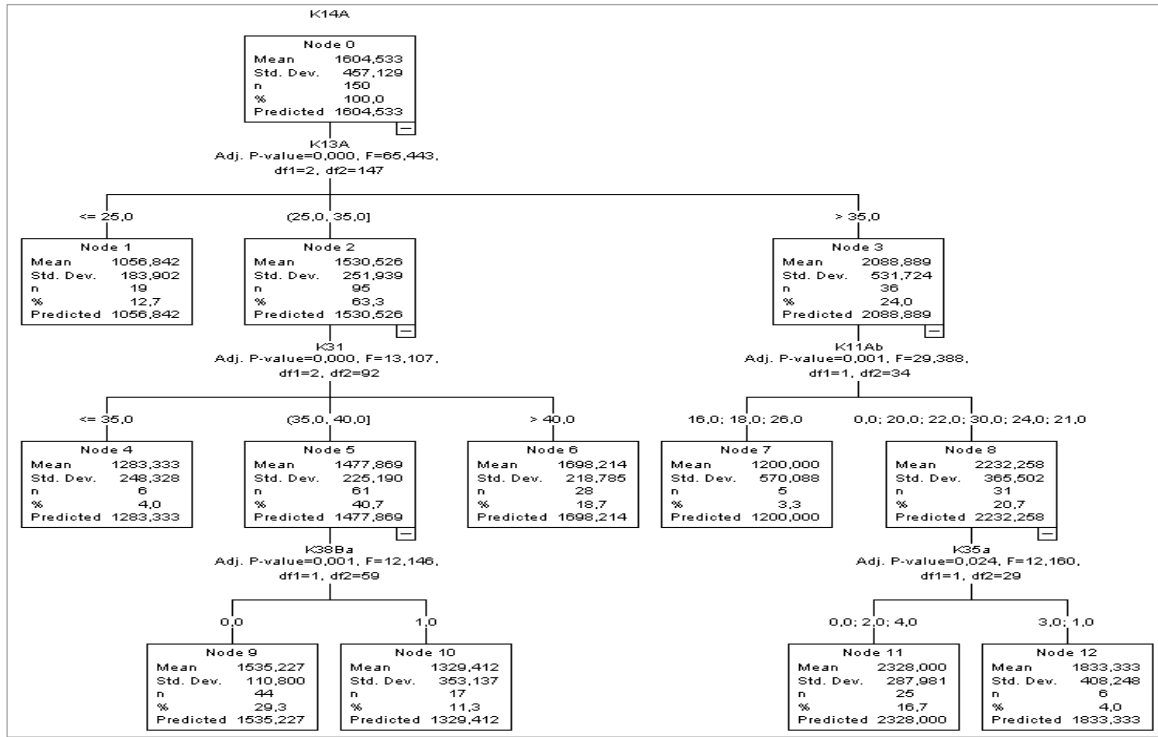 K14A
Node 0
Mean 1604,533
Std. Dev. 457,129
n 150
% 100,0
Predicted 1604,533
K13A
Adj. P-value=0,000, F=65,443,
df1=2, df2=147
<= 25,0
(25,0, 35,0]
> 35,0
Node 1
Mean 1056,842
Std. Dev. 183,902
n 19
% 12,7
Predicted 1056,842
Node 2
Mean 1530,526
Std. Dev. 251,939
n 95
% 63,3
Predicted 1530,526
Node 3
Mean 2088,889
Std. Dev. 531,724
n 36
% 24,0
Predicted 2088,889
K31
Adj. P-value=0,000, F=13,107,
df1=2, df2=92
K11Ab
Adj. P-value=0,001, F=29,388,
df1=1, df2=34
<= 35,0
(35,0, 40,0]
> 40,0
16,0; 18,0; 26,0
0,0; 20,0; 22,0; 30,0; 24,0; 21,0
Node 4
Mean 1283,333
Std. Dev. 248,328
n 6
% 4,0
Predicted 1283,333
Node 5
Mean 1477,869
Std. Dev. 225,190
n 61
% 40,7
Predicted 1477,869
Node 6
Mean 1698,214
Std. Dev. 218,785
n 28
% 18,7
Predicted 1698,214
Node 7
Mean 1200,000
Std. Dev. 570,088
n 5
% 3,3
Predicted 1200,000
Node 8
Mean 2232,258
Std. Dev. 365,502
n 31
% 20,7
Predicted 2232,258
K38Ba
Adj. P-value=0,001, F=12,146,
df1=1, df2=59
K35a
Adj. P-value=0,024, F=12,160,
df1=1, df2=29
0,0
1,0
0,0; 2,0; 4,0
3,0; 1,0
Node 9
Mean 1535,227
Std. Dev. 110,800
n 44
% 29,3
Predicted 1535,227
Node 10
Mean 1329,412
Std. Dev. 353,137
n 17
% 11,3
Predicted 1329,412
Node 11
Mean 2328,000
Std. Dev. 287,981
n 25
% 16,7
Predicted 2328,000
Node 12
Mean 1833,333
Std. Dev. 408,248
n 6
% 4,0
Predicted 1833,333